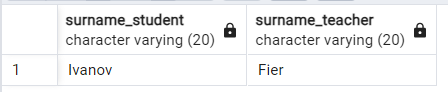 surname_student surname_teacher
character varying (20) character varying (20)
1 Ivanov Fier